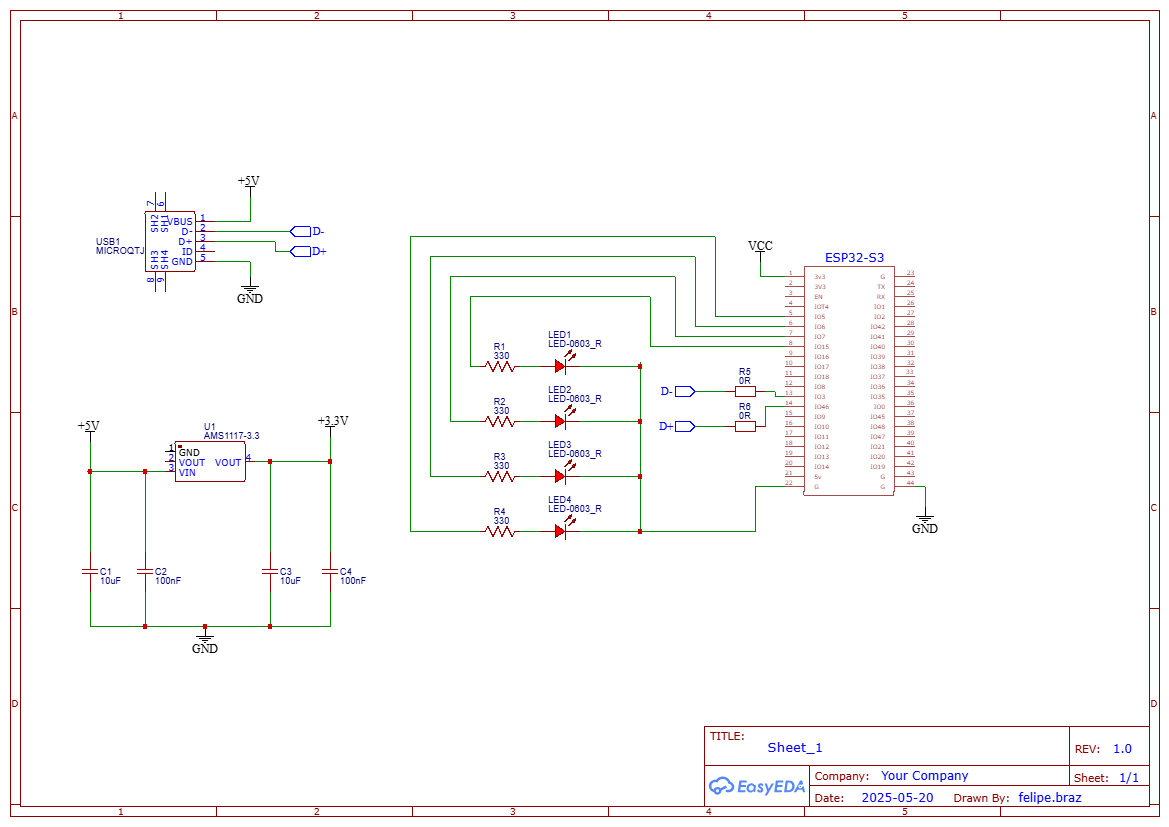 1 2 3 4 5
A A
B B
C C
D D
+5V
7 6
SH2 SH1
VBUS 1
D- 2
D+ 3
ID 4
GND 5
SH3 SH4
8 9
USB1
MICROQTJ
D-
D+
GND
VCC
ESP32-S3
1 3v3 G 23
2 3V3 TX 24
3 EN RX 25
4 IOT4 IO1 26
5 IO5 IO2 27
6 IO6 IO42 28
7 IO7 IO41 29
8 IO15 IO40 30
9 IO16 IO39 31
10 IO17 IO38 32
11 IO18 IO37 33
12 IO8 IO36 34
13 IO3 IO35 35
14 IO46 IO0 36
15 IO9 IO45 37
16 IO10 IO48 38
17 IO11 IO47 39
18 IO12 IO21 40
19 IO13 IO20 41
20 IO14 IO19 42
21 5v G 43
22 G G 44
GND
LED1
LED-0603_R
R1
330
LED2
LED-0603_R
R2
330
LED3
LED-0603_R
R3
330
LED4
LED-0603_R
R4
330
R5
0R
D-
R6
0R
D+
+5V
+3.3V
U1
AMS1117-3.3
1 GND
2 VOUT VOUT 4
3 VIN
C1
10uF
C2
100nF
C3
10uF
C4
100nF
GND
TITLE:
Sheet_1
REV: 1.0
EasyEDA
Company: Your Company
Sheet: 1/1
Date: 2025-05-20 Drawn By: felipe.braz
1 2 3 4 5